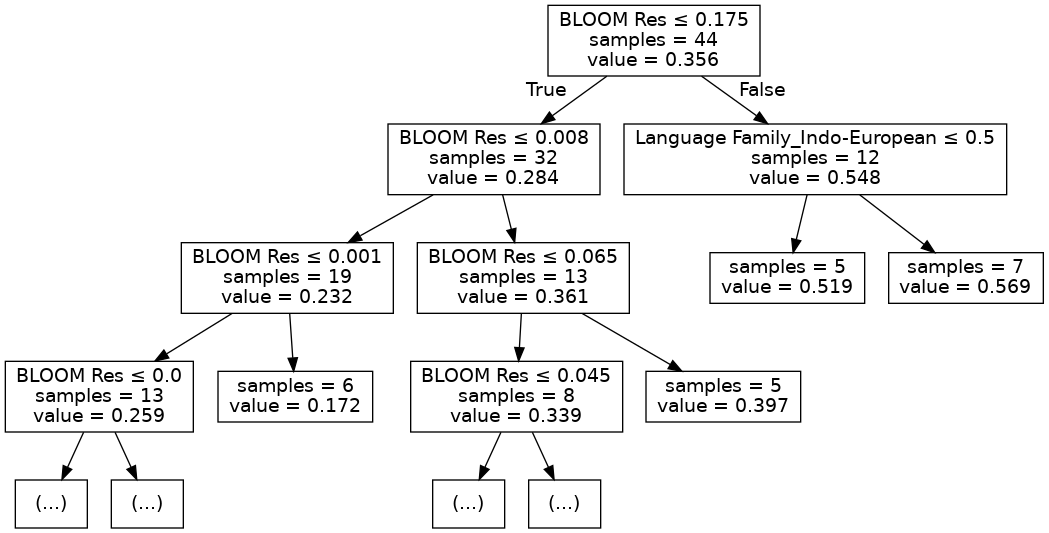 BLOOM Res ≤ 0.175
samples = 44
value = 0.356
True
False
BLOOM Res ≤ 0.008
samples = 32
value = 0.284
Language Family_Indo-European ≤ 0.5
samples = 12
value = 0.548
BLOOM Res ≤ 0.001
samples = 19
value = 0.232
BLOOM Res ≤ 0.065
samples = 13
value = 0.361
samples = 5
value = 0.519
samples = 7
value = 0.569
BLOOM Res ≤ 0.0
samples = 13
value = 0.259
samples = 6
value = 0.172
BLOOM Res ≤ 0.045
samples = 8
value = 0.339
samples = 5
value = 0.397
(...)
(...)
(...)
(...)